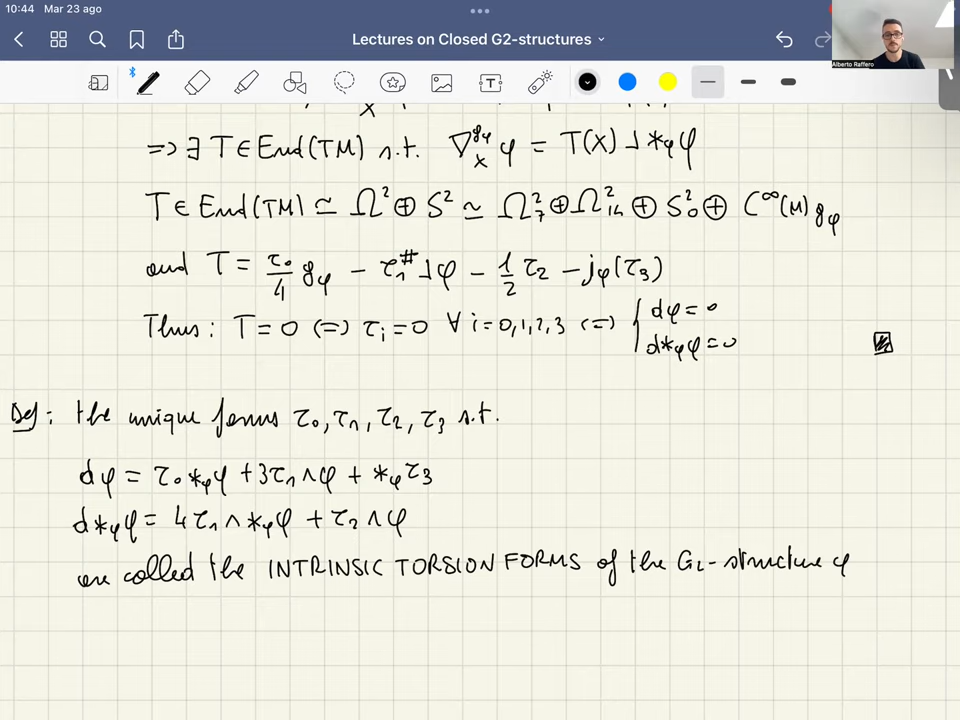 10:44 Mar 23 ago
Lectures on Closed G2-structures
Alberto Raffero
X
=> ∃ T ∈ End(TM) s.t. ∇_X^{g_φ} φ = T(X) ⌟ *_φ φ
T ∈ End(TM) ≃ Ω² ⊕ S² ≃ Ω²_7 ⊕ Ω²_14 ⊕ S²_0 ⊕ C^∞(M) g_φ
and T = τ_0/4 g_φ − τ_1^# ⌟ φ − 1/2 τ_2 − j_φ(τ_3)
Thus: T = 0 (=) τ_i = 0 ∀ i = 0,1,2,3 (=) { dφ = 0
d*_φ φ = 0
Def: the unique forms τ_0, τ_1, τ_2, τ_3 s.t.
dφ = τ_0 *_φ φ + 3τ_1 ∧ φ + *_φ τ_3
d*_φ φ = 4τ_1 ∧ *_φ φ + τ_2 ∧ φ
are called the INTRINSIC TORSION FORMS of the G_2-structure φ